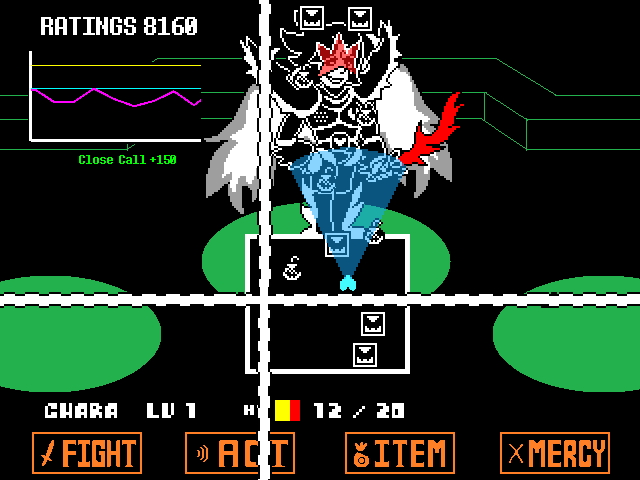 RATINGS 8160
Close Call +150
CHARA LV 1 12 / 20
FIGHT ACT ITEM MERCY